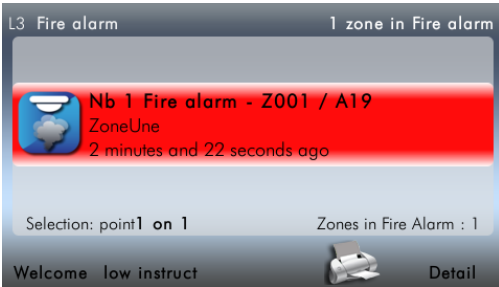 L3 Fire alarm 1 zone in Fire alarm
Nb 1 Fire alarm - Z001 / A19
ZoneUne
2 minutes and 22 seconds ago
Selection: point1 on 1 Zones in Fire Alarm : 1
Welcome low instruct Detail